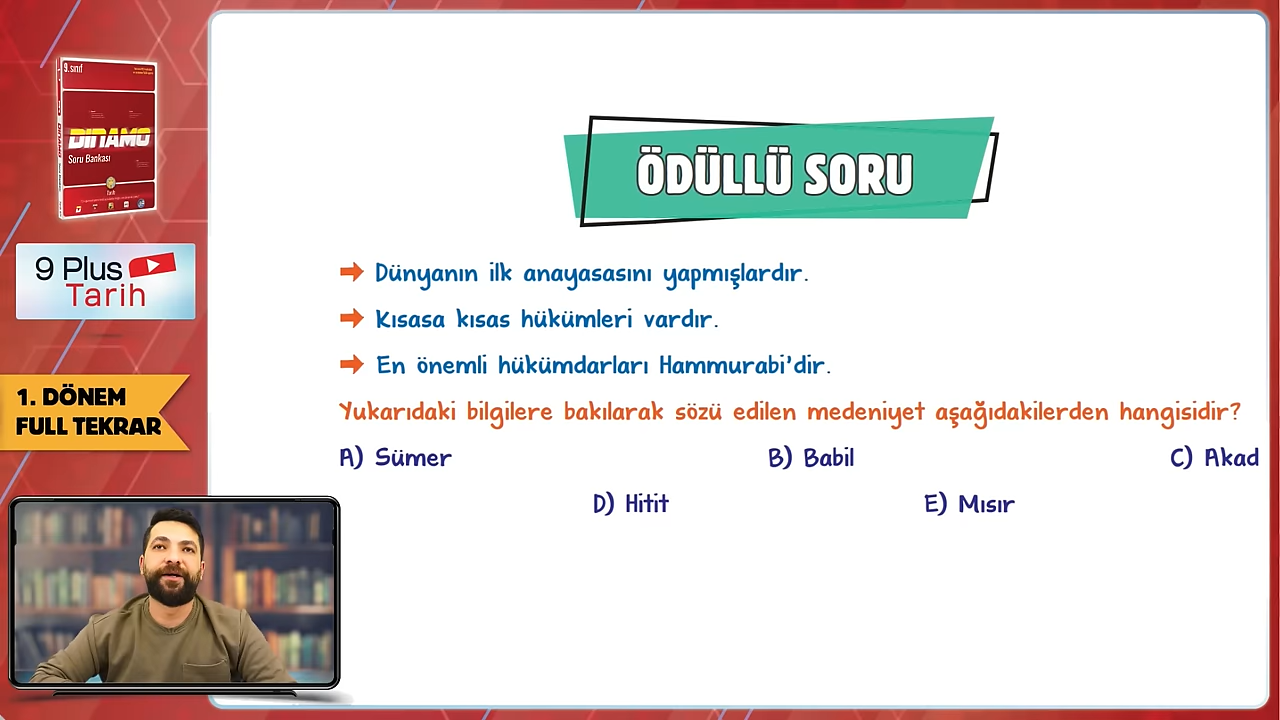 9. sınıf
DİNAMO
Soru Bankası
Tarih
9 Plus
Tarih
1. DÖNEM
FULL TEKRAR
ÖDÜLLÜ SORU
Dünyanın ilk anayasasını yapmışlardır.
Kısasa kısas hükümleri vardır.
En önemli hükümdarları Hammurabi'dir.
Yukarıdaki bilgilere bakılarak sözü edilen medeniyet aşağıdakilerden hangisidir?
A) Sümer B) Babil C) Akad
D) Hitit E) Mısır